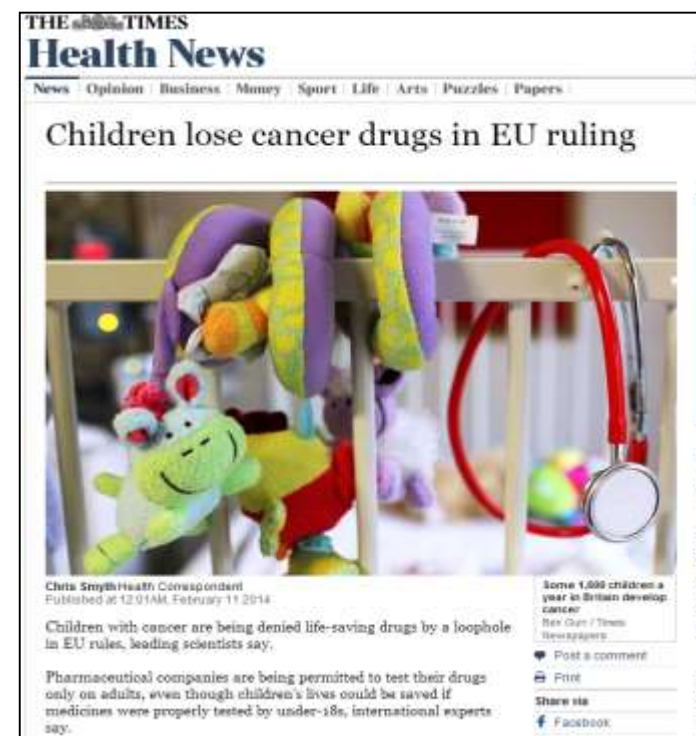 THE TIMES
Health News
News Opinion Business Money Sport Life Arts Puzzles Papers
Children lose cancer drugs in EU ruling
Chris Smyth Health Correspondent
Published at 12:01AM, February 11 2014
Children with cancer are being denied life-saving drugs by a loophole
in EU rules, leading scientists say.
Pharmaceutical companies are being permitted to test their drugs
only on adults, even though children's lives could be saved if
medicines were properly tested by under-18s, international experts
say.
Some children a
year in Britain develop
cancer
Ben Gurr / Times
Newspapers
Post a comment
Print
Share via
Facebook